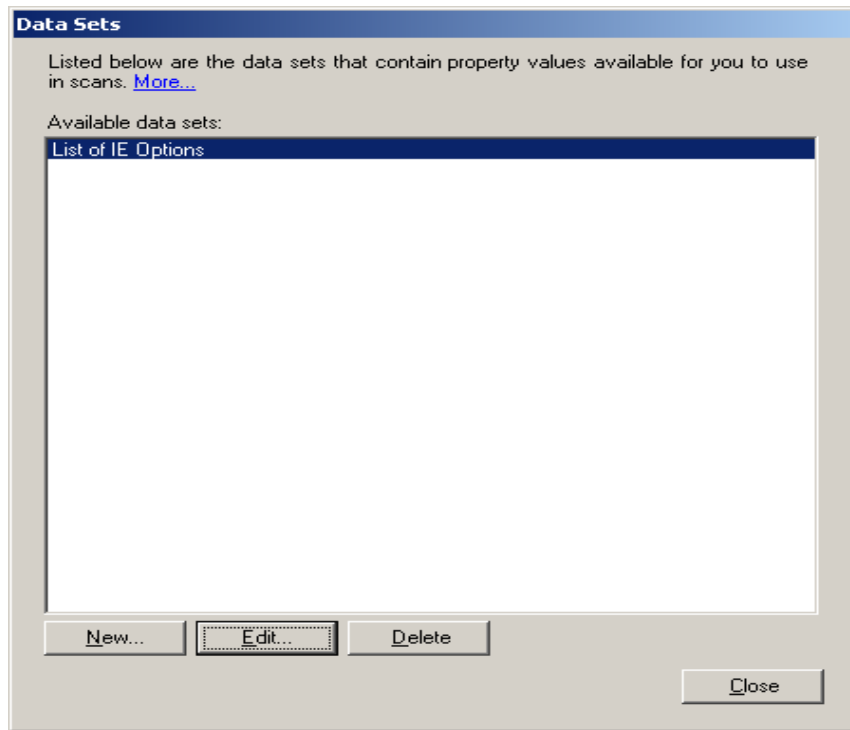 Data Sets
Listed below are the data sets that contain property values available for you to use
in scans. More...
Available data sets:
List of IE Options
New...
Edit...
Delete
Close